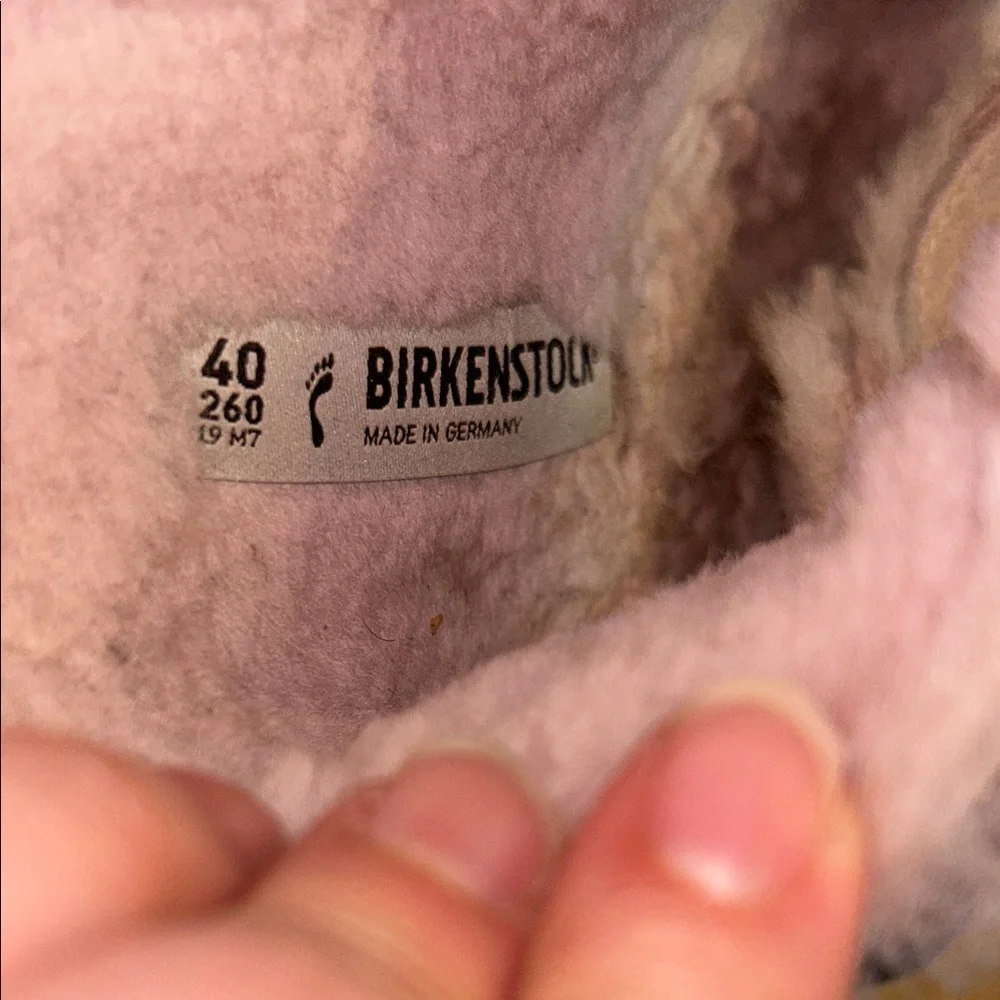 40
260
L9 M7
BIRKENSTOCK®
MADE IN GERMANY